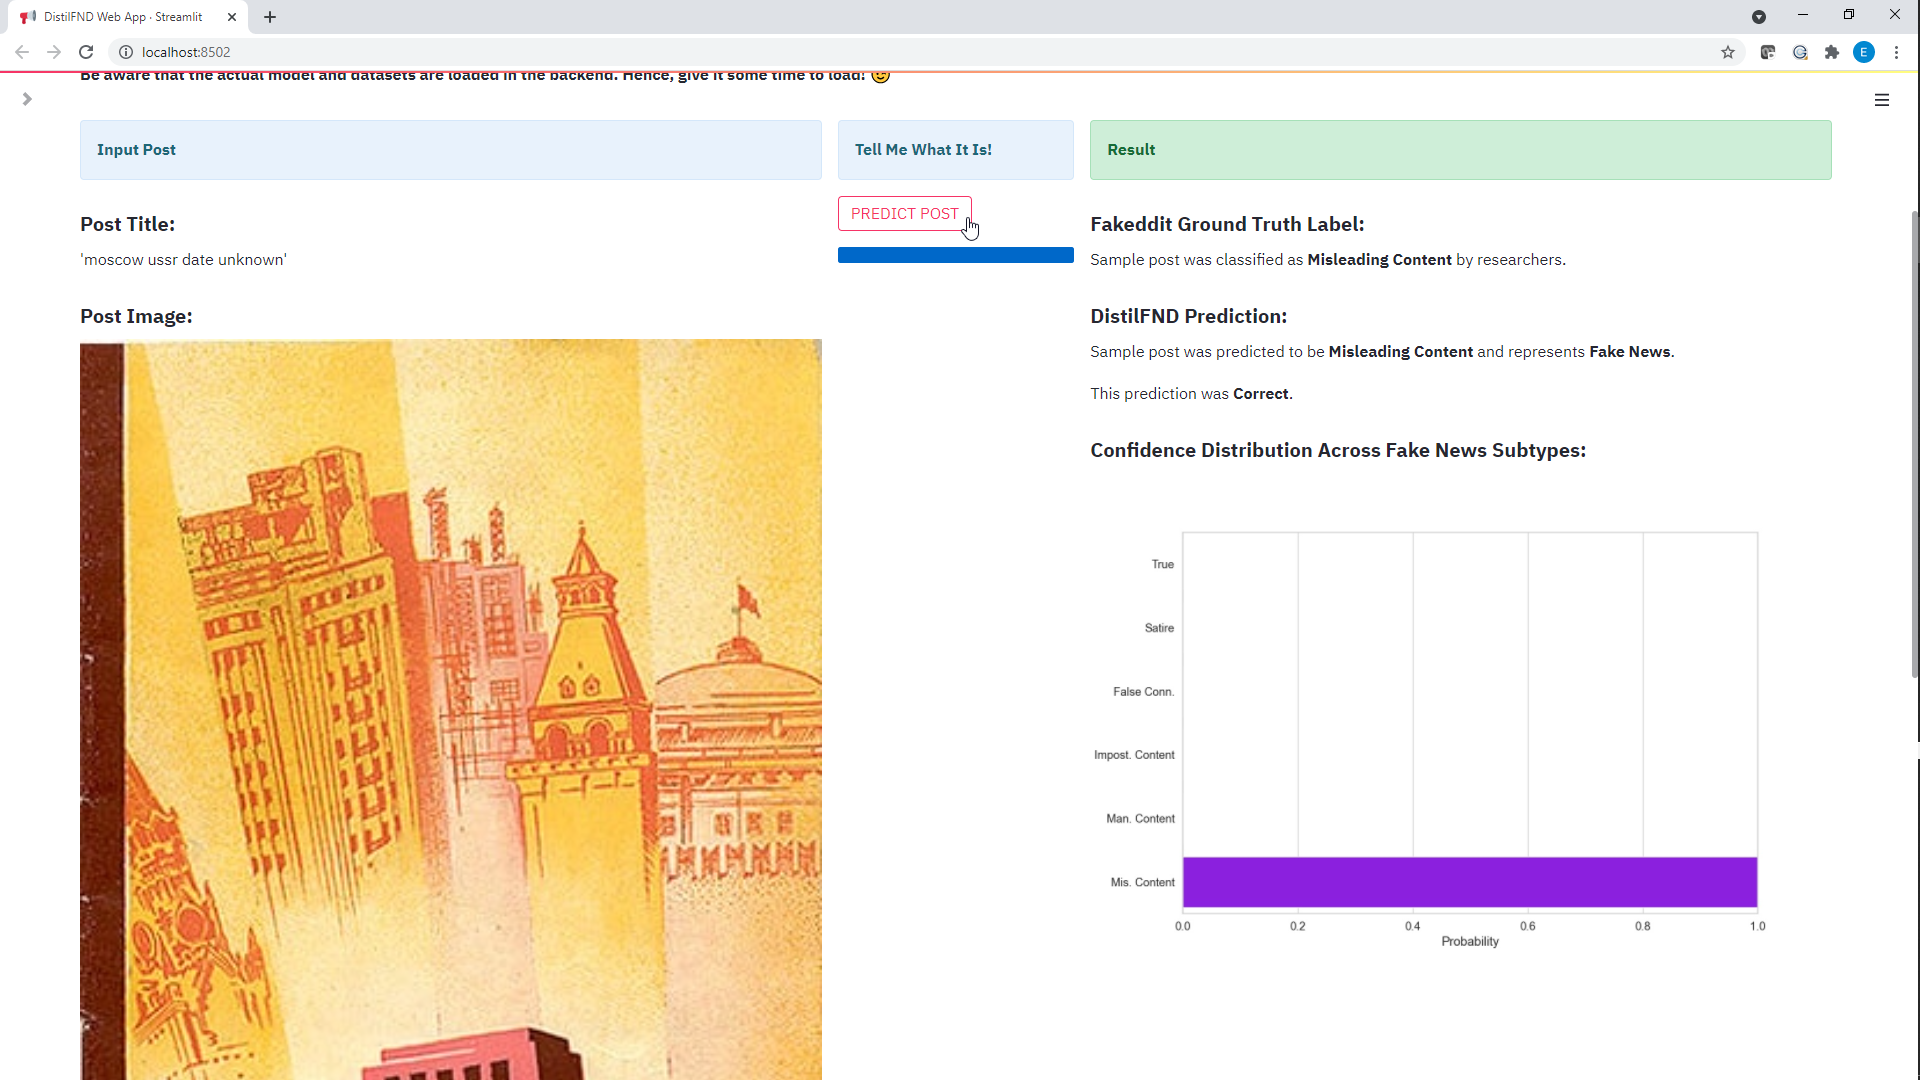 DistilFND Web App · Streamlit
localhost:8502
E
Be aware that the actual model and datasets are loaded in the backend. Hence, give it some time to load! 😉
Input Post
Tell Me What It Is!
Result
Post Title:
'moscow ussr date unknown'
Post Image:
PREDICT POST
Fakeddit Ground Truth Label:
Sample post was classified as Misleading Content by researchers.
DistilFND Prediction:
Sample post was predicted to be Misleading Content and represents Fake News.
This prediction was Correct.
Confidence Distribution Across Fake News Subtypes:
True
Satire
False Conn.
Impost. Content
Man. Content
Mis. Content
0.0 0.2 0.4 0.6 0.8 1.0
Probability